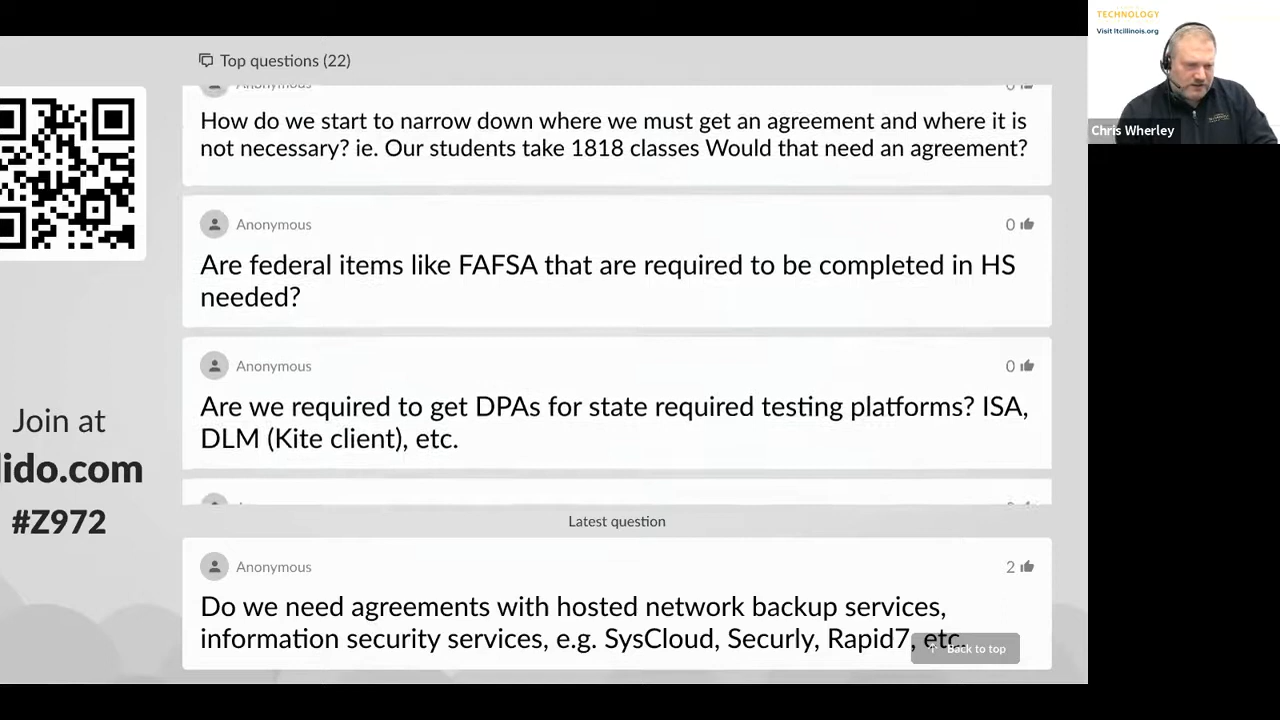 TECHNOLOGY
Visit ltcillinois.org
Chris Wherley
Top questions (22)
Anonymous
How do we start to narrow down where we must get an agreement and where it is
not necessary? ie. Our students take 1818 classes Would that need an agreement?
Anonymous
0
Are federal items like FAFSA that are required to be completed in HS
needed?
Anonymous
0
Are we required to get DPAs for state required testing platforms? ISA,
DLM (Kite client), etc.
Join at
lido.com
#Z972
Latest question
Anonymous
2
Do we need agreements with hosted network backup services,
information security services, e.g. SysCloud, Securly, Rapid7, etc.
Back to top